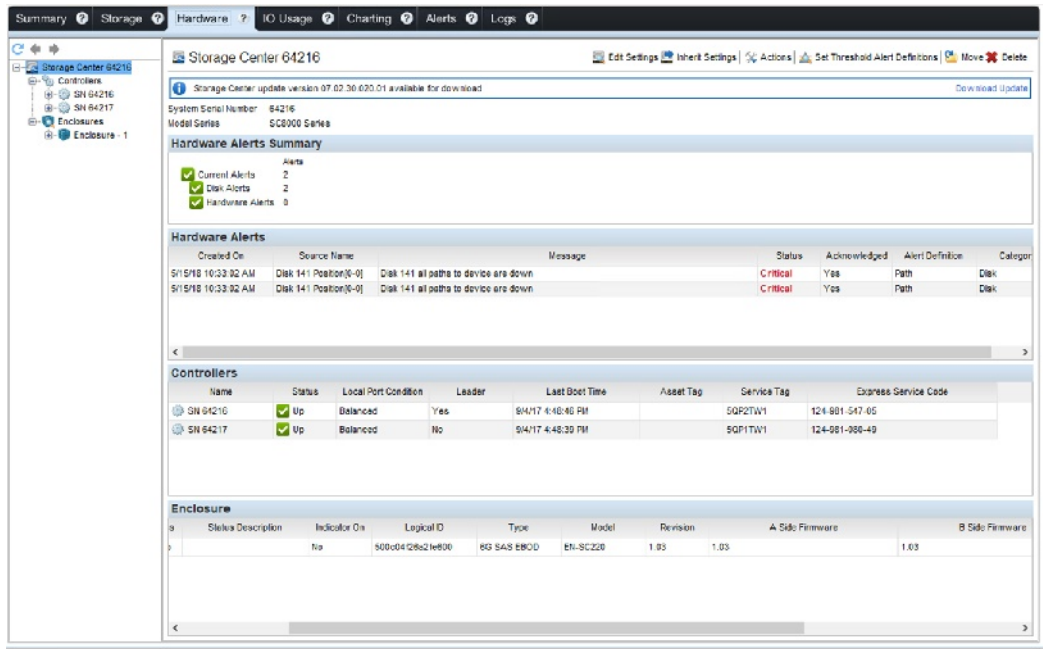 Summary ? Storage ? Hardware ? IO Usage ? Charting ? Alerts ? Logs ?
Storage Center 64216
Controllers
SN 64216
SN 64217
Enclosures
Enclosure - 1
Storage Center 64216 Edit Settings Inherit Settings Actions Set Threshold Alert Definitions Move Delete
Storage Center update version 07.02.30.020.01 available for download Download Update
System Serial Number 64216
Model Series SC8000 Series
Hardware Alerts Summary
Alerts
Current Alerts 2
Disk Alerts 2
Hardware Alerts 0
Hardware Alerts
Created On Source Name Message Status Acknowledged Alert Definition Categor
5/15/18 10:33:02 AM Disk 141 Position[0-0] Disk 141 all paths to device are down Critical Yes Path Disk
5/15/18 10:33:02 AM Disk 141 Position[0-0] Disk 141 all paths to device are down Critical Yes Path Disk
Controllers
Name Status Local Port Condition Leader Last Boot Time Asset Tag Service Tag Express Service Code
SN 64216 Up Balanced Yes 9/4/17 4:48:46 PM 5QP2TW1 124-981-547-05
SN 64217 Up Balanced No 9/4/17 4:48:39 PM 5QP1TW1 124-981-080-49
Enclosure
s Status Description Indicator On Logical ID Type Model Revision A Side Firmware B Side Firmware
No 6G SAS EBOD EN-SC220 1.03 1.03 1.03